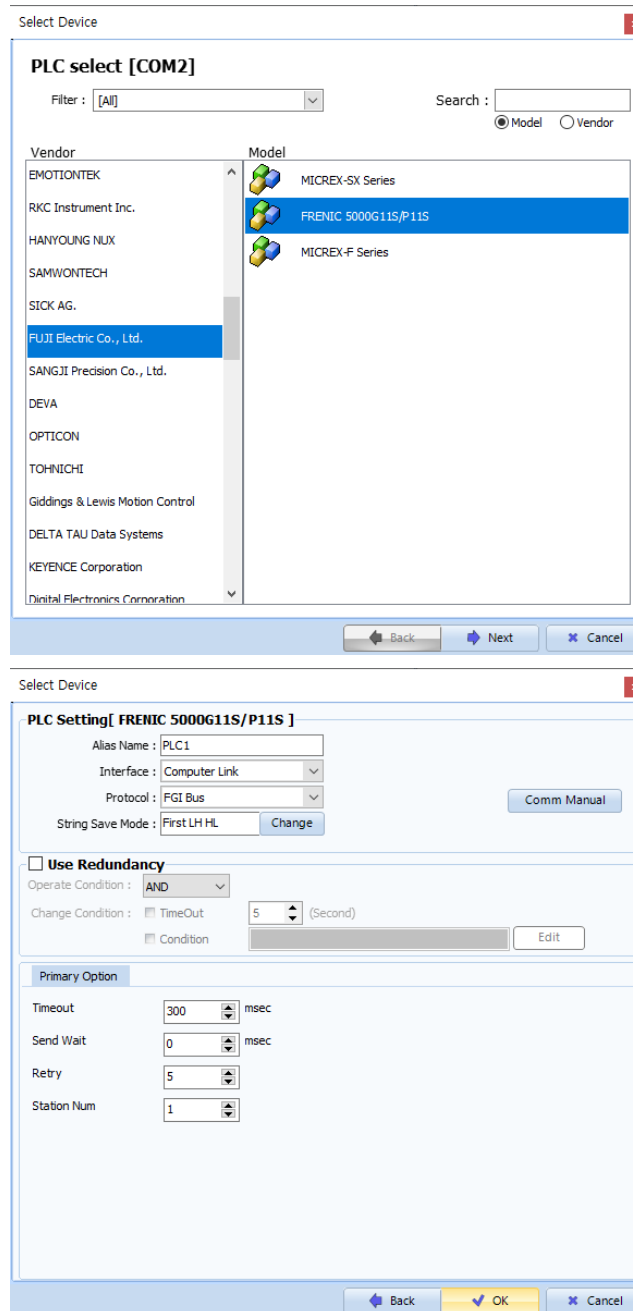 Select Device
PLC select [COM2]
Filter : [All] Search :
Model Vendor
Vendor Model
EMOTIONTEK
RKC Instrument Inc.
HANYOUNG NUX
SAMWONTECH
SICK AG.
FUJI Electric Co., Ltd.
SANGJI Precision Co., Ltd.
DEVA
OPTICON
TOHNICHI
Giddings & Lewis Motion Control
DELTA TAU Data Systems
KEYENCE Corporation
Digital Electronics Corporation
MICREX-SX Series
FRENIC 5000G11S/P11S
MICREX-F Series
Back Next Cancel
Select Device
PLC Setting[ FRENIC 5000G11S/P11S ]
Alias Name : PLC1
Interface : Computer Link
Protocol : FGI Bus Comm Manual
String Save Mode : First LH HL Change
Use Redundancy
Operate Condition : AND
Change Condition : TimeOut 5 (Second)
Condition Edit
Primary Option
Timeout 300 msec
Send Wait 0 msec
Retry 5
Station Num 1
Back OK Cancel